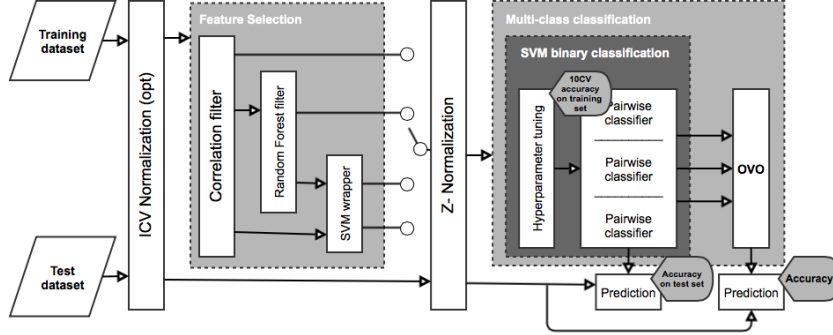 Training
dataset
Test
dataset
ICV Normalization (opt)
Feature Selection
Correlation filter
Random Forest filter
SVM wrapper
Z- Normalization
Multi-class classification
SVM binary classification
Hyperparameter tuning
10CV
accuracy
on training
set
Pairwise
classifier
Pairwise
classifier
Pairwise
classifier
OVO
Prediction
Accuracy
on test set
Prediction
Accuracy